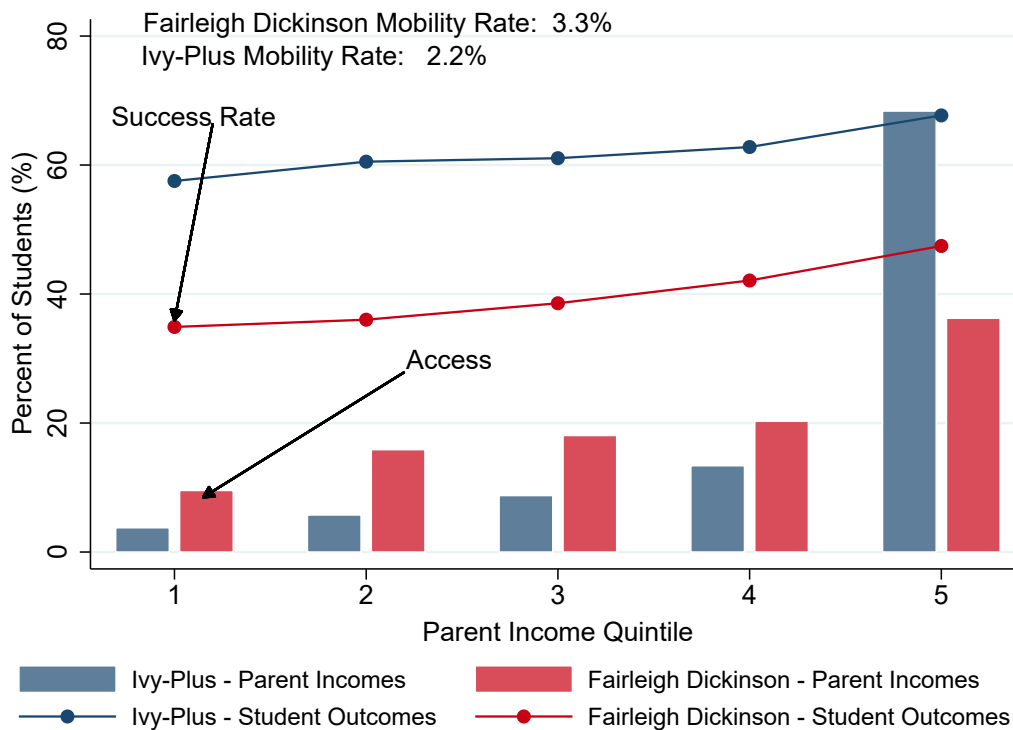 Fairleigh Dickinson Mobility Rate: 3.3%
Ivy-Plus Mobility Rate: 2.2%
Success Rate
Access
Percent of Students (%)
80
60
40
20
0
1 2 3 4 5
Parent Income Quintile
Ivy-Plus - Parent Incomes
Fairleigh Dickinson - Parent Incomes
Ivy-Plus - Student Outcomes
Fairleigh Dickinson - Student Outcomes